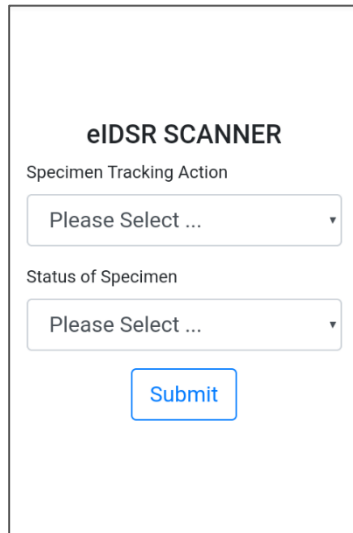 eIDSR SCANNER
Specimen Tracking Action
Please Select ...
Status of Specimen
Please Select ...
Submit